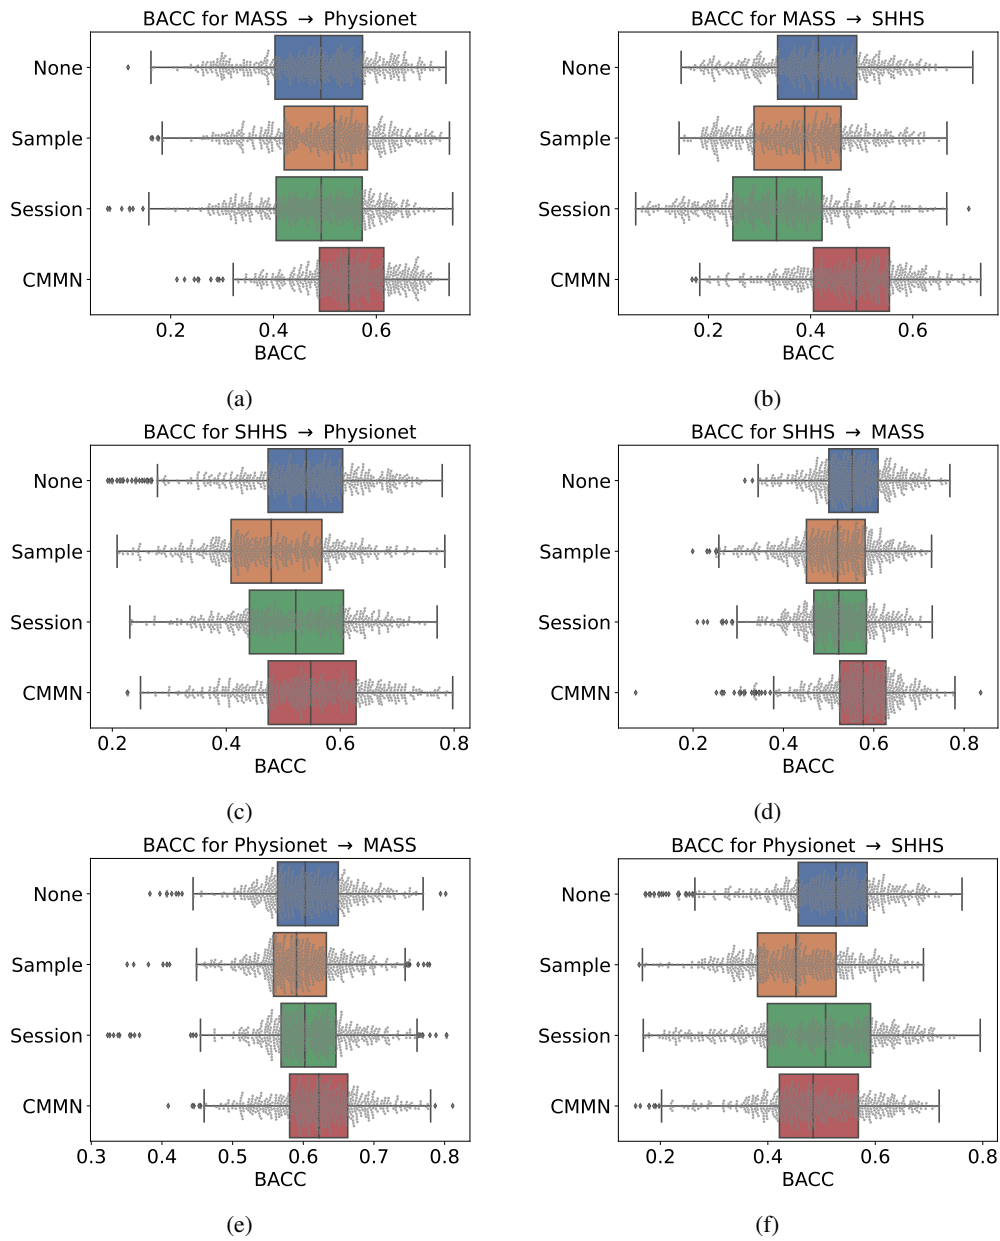 BACC for MASS → Physionet
None
Sample
Session
CMMN
0.2 0.4 0.6
BACC
(a)
BACC for MASS → SHHS
None
Sample
Session
CMMN
0.2 0.4 0.6
BACC
(b)
BACC for SHHS → Physionet
None
Sample
Session
CMMN
0.2 0.4 0.6 0.8
BACC
(c)
BACC for SHHS → MASS
None
Sample
Session
CMMN
0.2 0.4 0.6 0.8
BACC
(d)
BACC for Physionet → MASS
None
Sample
Session
CMMN
0.3 0.4 0.5 0.6 0.7 0.8
BACC
(e)
BACC for Physionet → SHHS
None
Sample
Session
CMMN
0.2 0.4 0.6 0.8
BACC
(f)